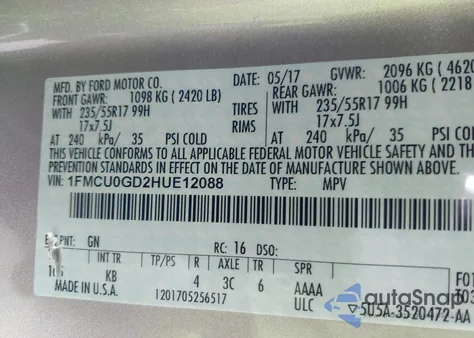 MFD. BY FORD MOTOR CO.
05/17 GVWR: 2096 KG ( 4620
FRONT GAWR: 1098 KG ( 2420 LB) REAR GAWR: 1006 KG ( 2218
235/55R17 99H TIRES 235/55R17 99H
17x7.5J RIMS 17x7.5J
AT 240 kPa/ 35 PSI COLD AT 240 kPa/ 35 PSI COLD
THIS VEHICLE CONFORMS TO ALL APPLICABLE FEDERAL MOTOR VEHICLE SAFETY
PREVENTION STANDARDS IN EFFECT ON THE DATE OF MANUFACTURE SHOWN ABOVE.
VIN: 1FMCU0GD2HUE12088 TYPE: MPV
PNT: GN RC: 16 DSO:
INT TR TP/PS R AXLE TR SPR
KB 4 3C 6 AAAA
MADE IN U.S.A. 1201705256517 ULC 5U5A-3520472-AA
autoSnap